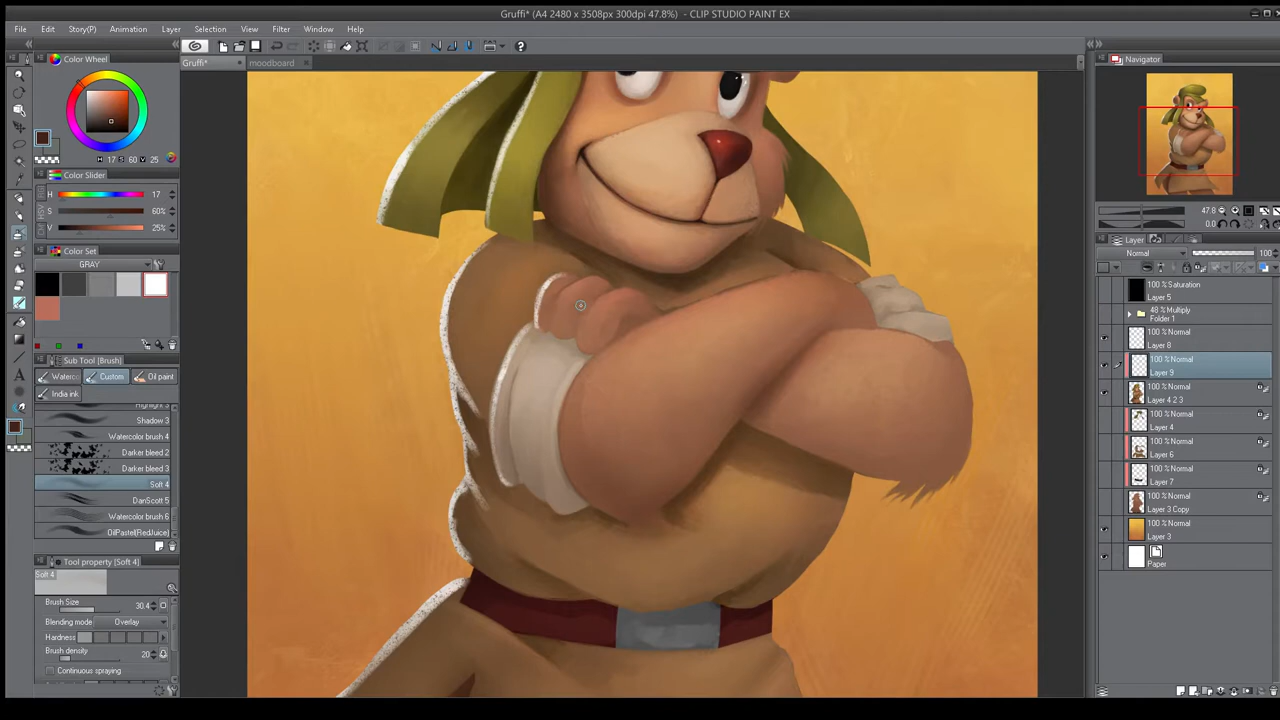 Gruffi* (A4 2480 x 3508px 300dpi 47.8%) - CLIP STUDIO PAINT EX
File Edit Story(P) Animation Layer Selection View Filter Window Help
Gruffi* moodboard
Color Wheel
H 17 S 60 V 25
Color Slider
H 17
S 60%
V 25%
Color Set
GRAY
Sub Tool [Brush]
Waterco Custom Oil paint
India ink
Shadow 3
Watercolor brush 4
Darker bleed 2
Darker bleed 3
Soft 4
DanScott 5
Watercolor brush 6
OilPastel(RedJuice)
Tool property [Soft 4]
Soft 4
Brush Size 30.4
Blending mode Overlay
Hardness
Brush density 20
Continuous spraying
Navigator
47.8
0.0
Layer
Normal 100
100 % Saturation
Layer 5
48 % Multiply
Folder 1
100 % Normal
Layer 8
100 % Normal
Layer 9
100 % Normal
Layer 4 2 3
100 % Normal
Layer 4
100 % Normal
Layer 6
100 % Normal
Layer 7
100 % Normal
Layer 3 Copy
100 % Normal
Layer 3
Paper